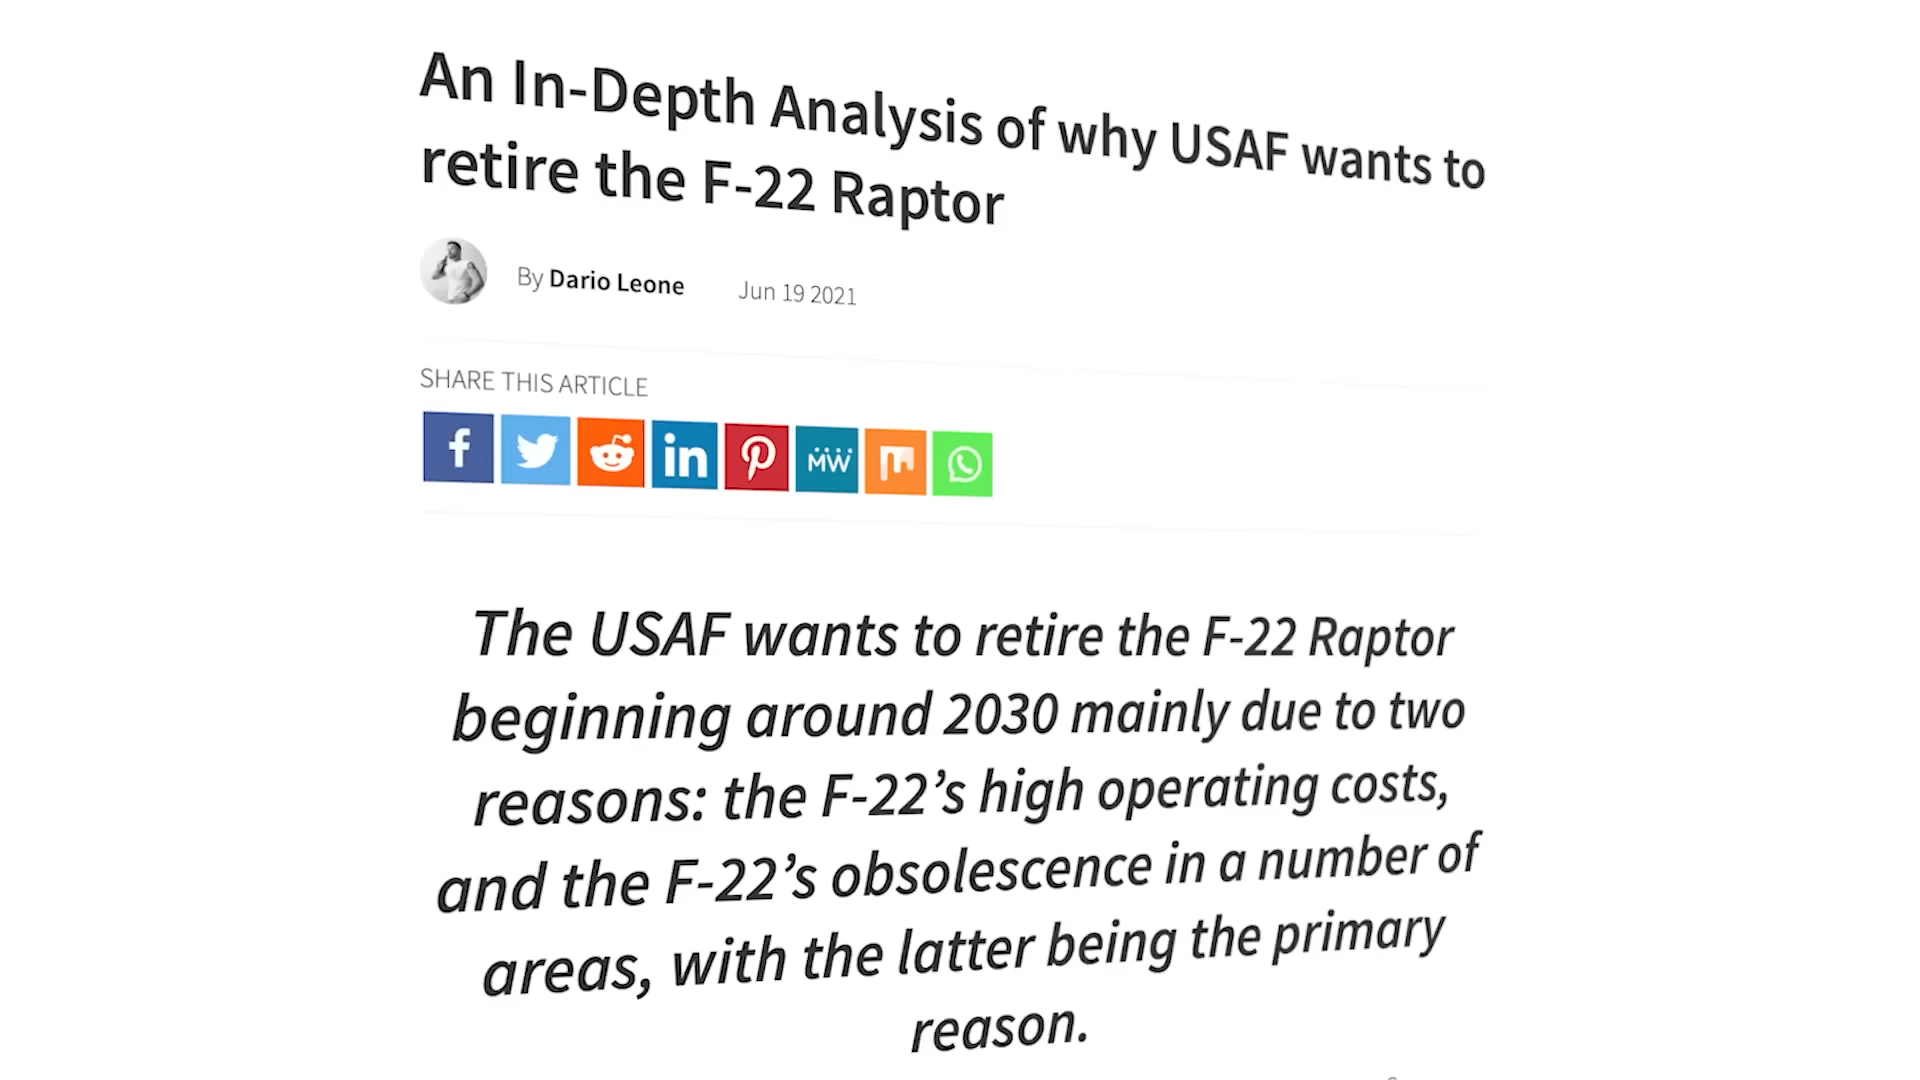 An In-Depth Analysis of why USAF wants to
retire the F-22 Raptor
By Dario Leone Jun 19 2021
SHARE THIS ARTICLE
f in MW m
The USAF wants to retire the F-22 Raptor
beginning around 2030 mainly due to two
reasons: the F-22’s high operating costs,
and the F-22’s obsolescence in a number of
areas, with the latter being the primary
reason.